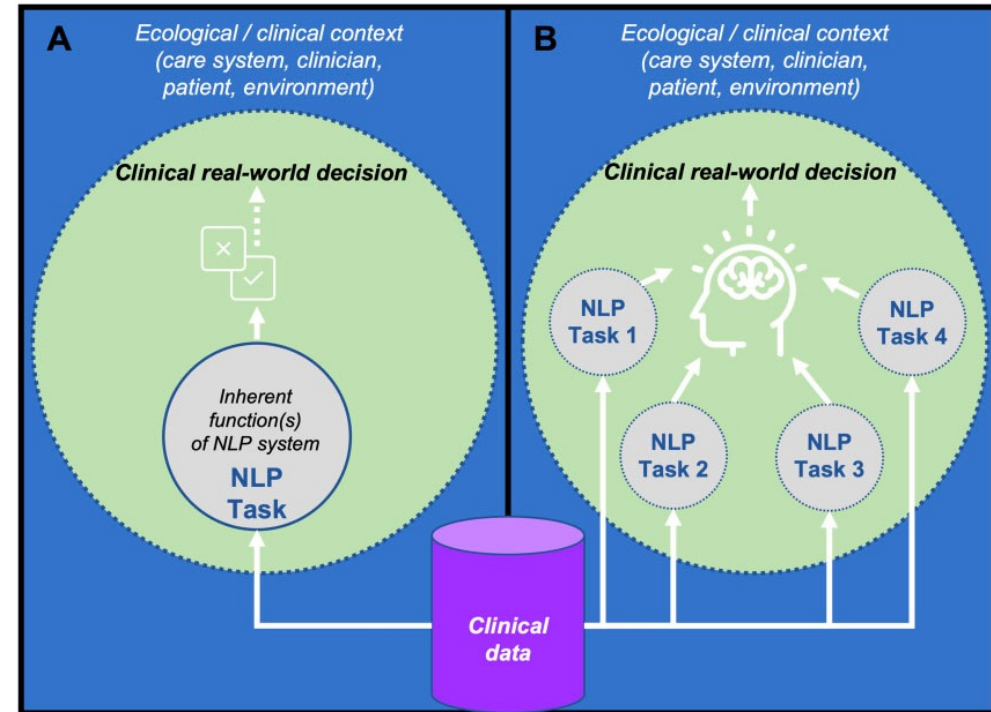 A
Ecological / clinical context
(care system, clinician,
patient, environment)
Clinical real-world decision
Inherent
function(s)
of NLP system
NLP
Task
B
Ecological / clinical context
(care system, clinician,
patient, environment)
Clinical real-world decision
NLP
Task 1
NLP
Task 2
NLP
Task 3
NLP
Task 4
Clinical
data